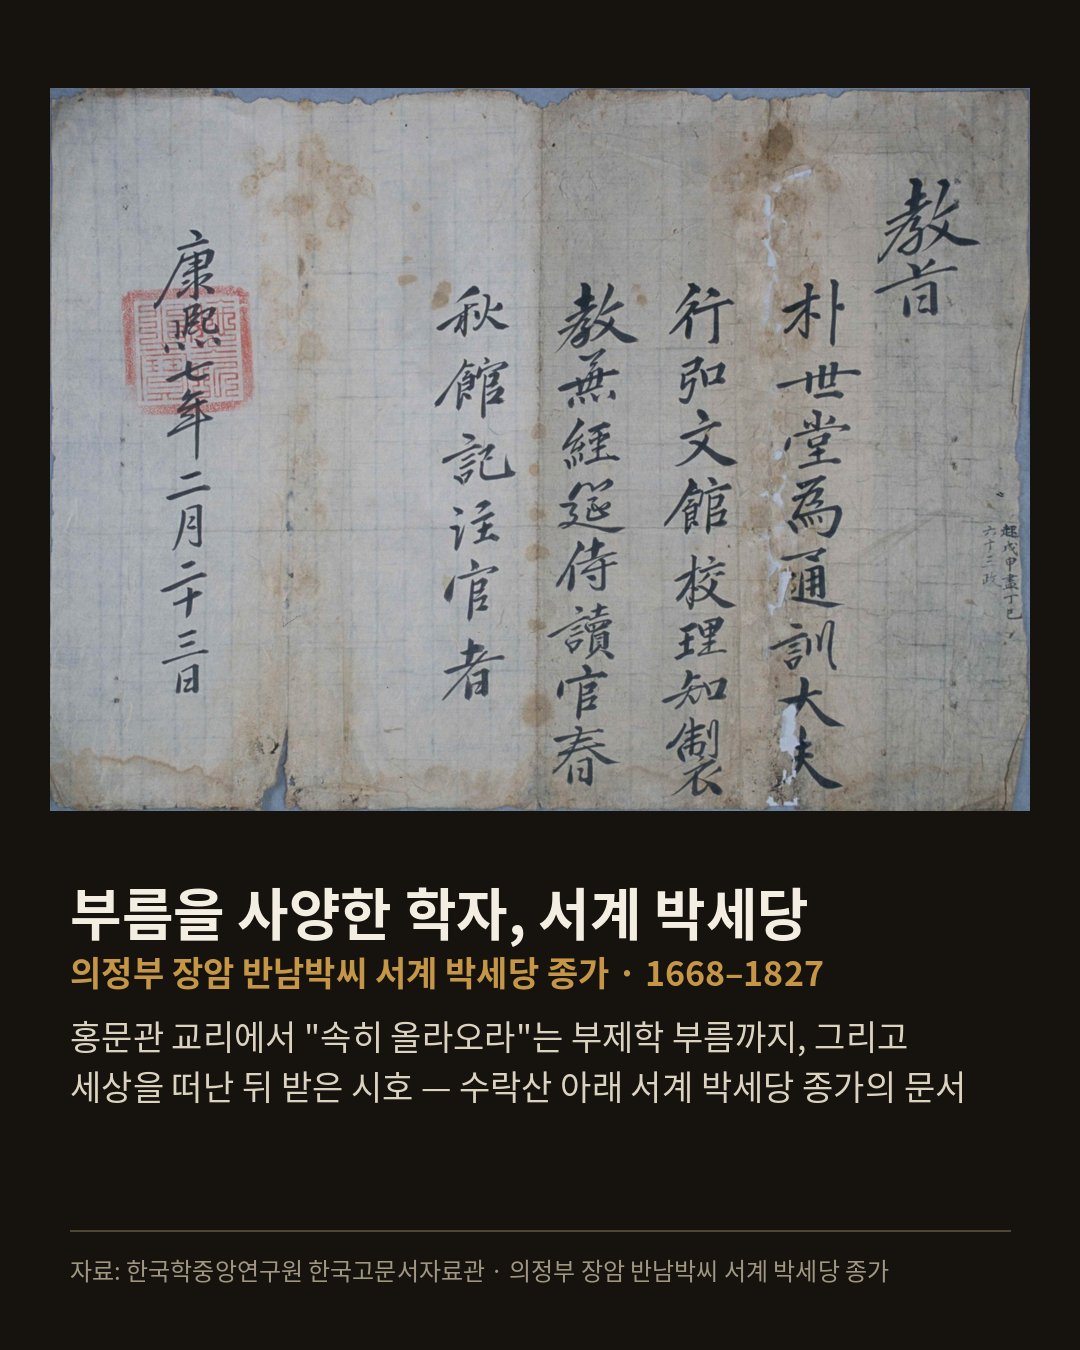 教旨
朴世堂為通訓大夫
行弘文館校理知製
教兼經筵侍讀官春
秋館記注官者
康熙七年二月二十三日
부름을 사양한 학자, 서계 박세당
의정부 장암 반남박씨 서계 박세당 종가 · 1668–1827
홍문관 교리에서 "속히 올라오라"는 부제학 부름까지, 그리고
세상을 떠난 뒤 받은 시호 — 수락산 아래 서계 박세당 종가의 문서
자료: 한국학중앙연구원 한국고문서자료관 · 의정부 장암 반남박씨 서계 박세당 종가